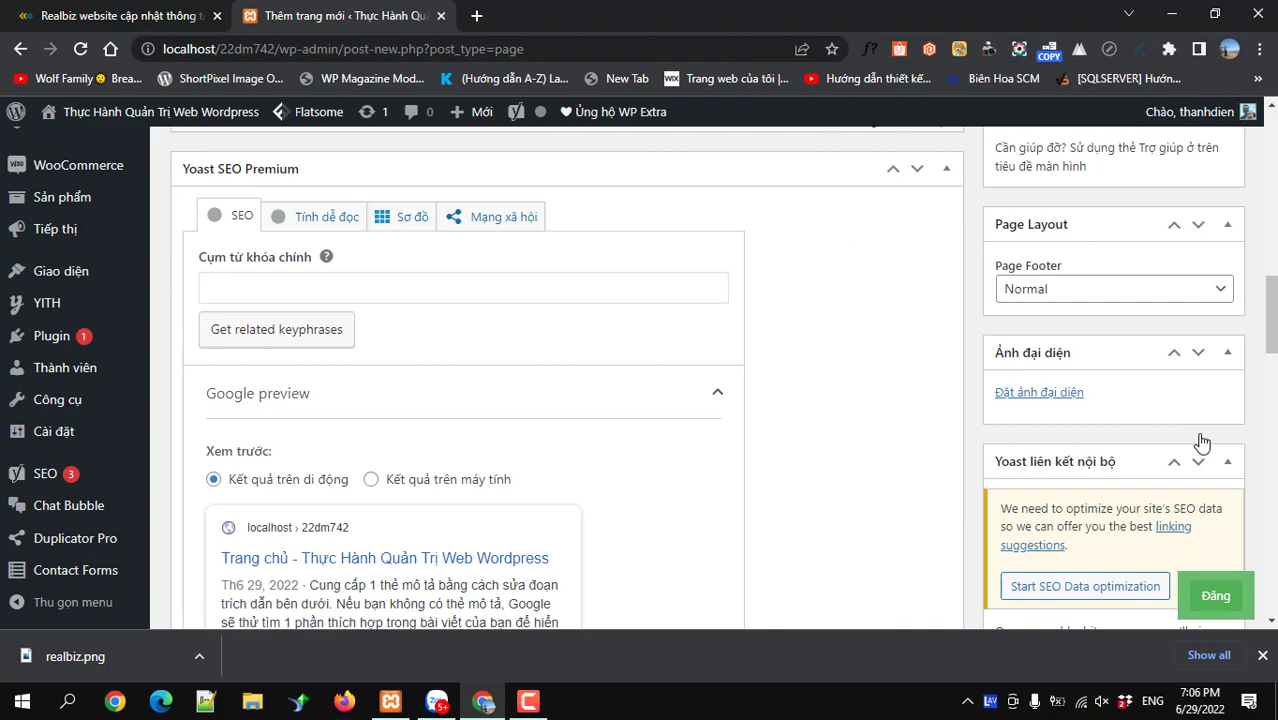 Realbiz website cập nhật thông t
Thêm trang mới ‹ Thực Hành Quả
localhost/22dm742/wp-admin/post-new.php?post_type=page
f?
COPY
Wolf Family Brea...
ShortPixel Image O...
WP Magazine Mod...
(Hướng dẫn A-Z) La...
New Tab
WIX
Trang web của tôi |...
Hướng dẫn thiết kế...
Biên Hoa SCM
[SQLSERVER] Hướn...
»
Thực Hành Quản Trị Web Wordpress
Flatsome
1
0
Mới
Ủng hộ WP Extra
Chào, thanhdien
WooCommerce
Sản phẩm
Tiếp thị
Giao diện
YITH
Plugin 1
Thành viên
Công cụ
Cài đặt
SEO 3
Chat Bubble
Duplicator Pro
Contact Forms
Thu gọn menu
Yoast SEO Premium
SEO
Tính dễ đọc
Sơ đồ
Mạng xã hội
Cụm từ khóa chính ?
Get related keyphrases
Google preview
Xem trước:
Kết quả trên di động
Kết quả trên máy tính
localhost › 22dm742
Trang chủ - Thực Hành Quản Trị Web Wordpress
Th6 29, 2022 · Cung cấp 1 thẻ mô tả bằng cách sửa đoạn
trích dẫn bên dưới. Nếu bạn không có thẻ mô tả, Google
sẽ thử tìm 1 phần thích hợp trong bài viết của bạn để hiển
Cần giúp đỡ? Sử dụng thẻ Trợ giúp ở trên
tiêu đề màn hình
Page Layout
Page Footer
Normal
Ảnh đại diện
Đặt ảnh đại diện
Yoast liên kết nội bộ
We need to optimize your site's SEO data
so we can offer you the best linking
suggestions.
Start SEO Data optimization
Đăng
realbiz.png
Show all
5+
LAV
ENG
7:06 PM
6/29/2022